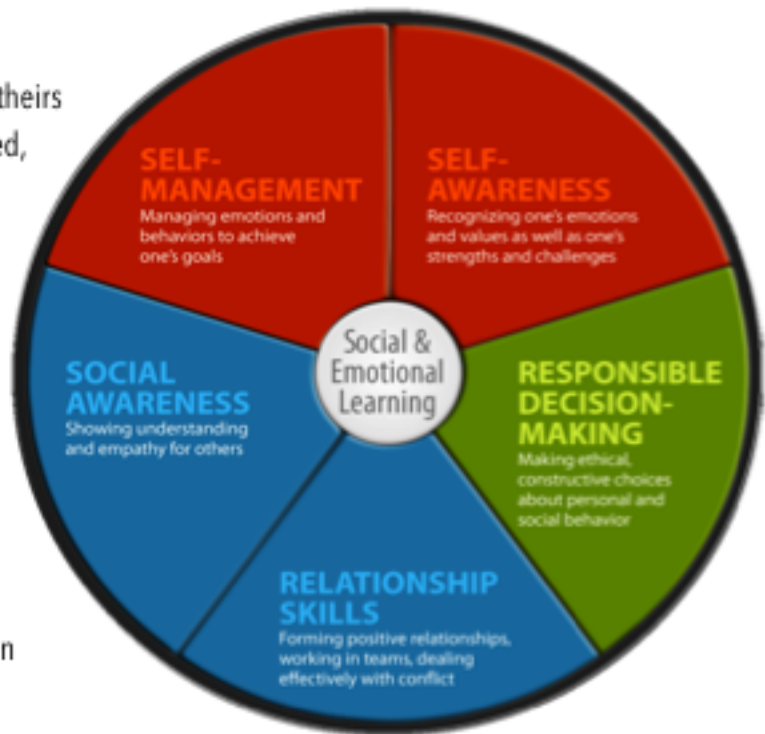 theirs
ed,
SELF-
MANAGEMENT
Managing emotions and
behaviors to achieve
one's goals
SELF-
AWARENESS
Recognizing one's emotions
and values as well as one's
strengths and challenges
SOCIAL
AWARENESS
Showing understanding
and empathy for others
Social &
Emotional
Learning
RESPONSIBLE
DECISION-
MAKING
Making ethical,
constructive choices
about personal and
social behavior
RELATIONSHIP
SKILLS
Forming positive relationships,
working in teams, dealing
effectively with conflict
n